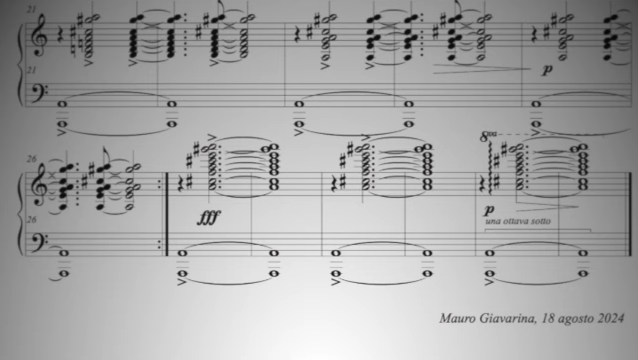 21
21
p
26
8va
fff
p
26
una ottava sotto
Mauro Giavarina, 18 agosto 2024